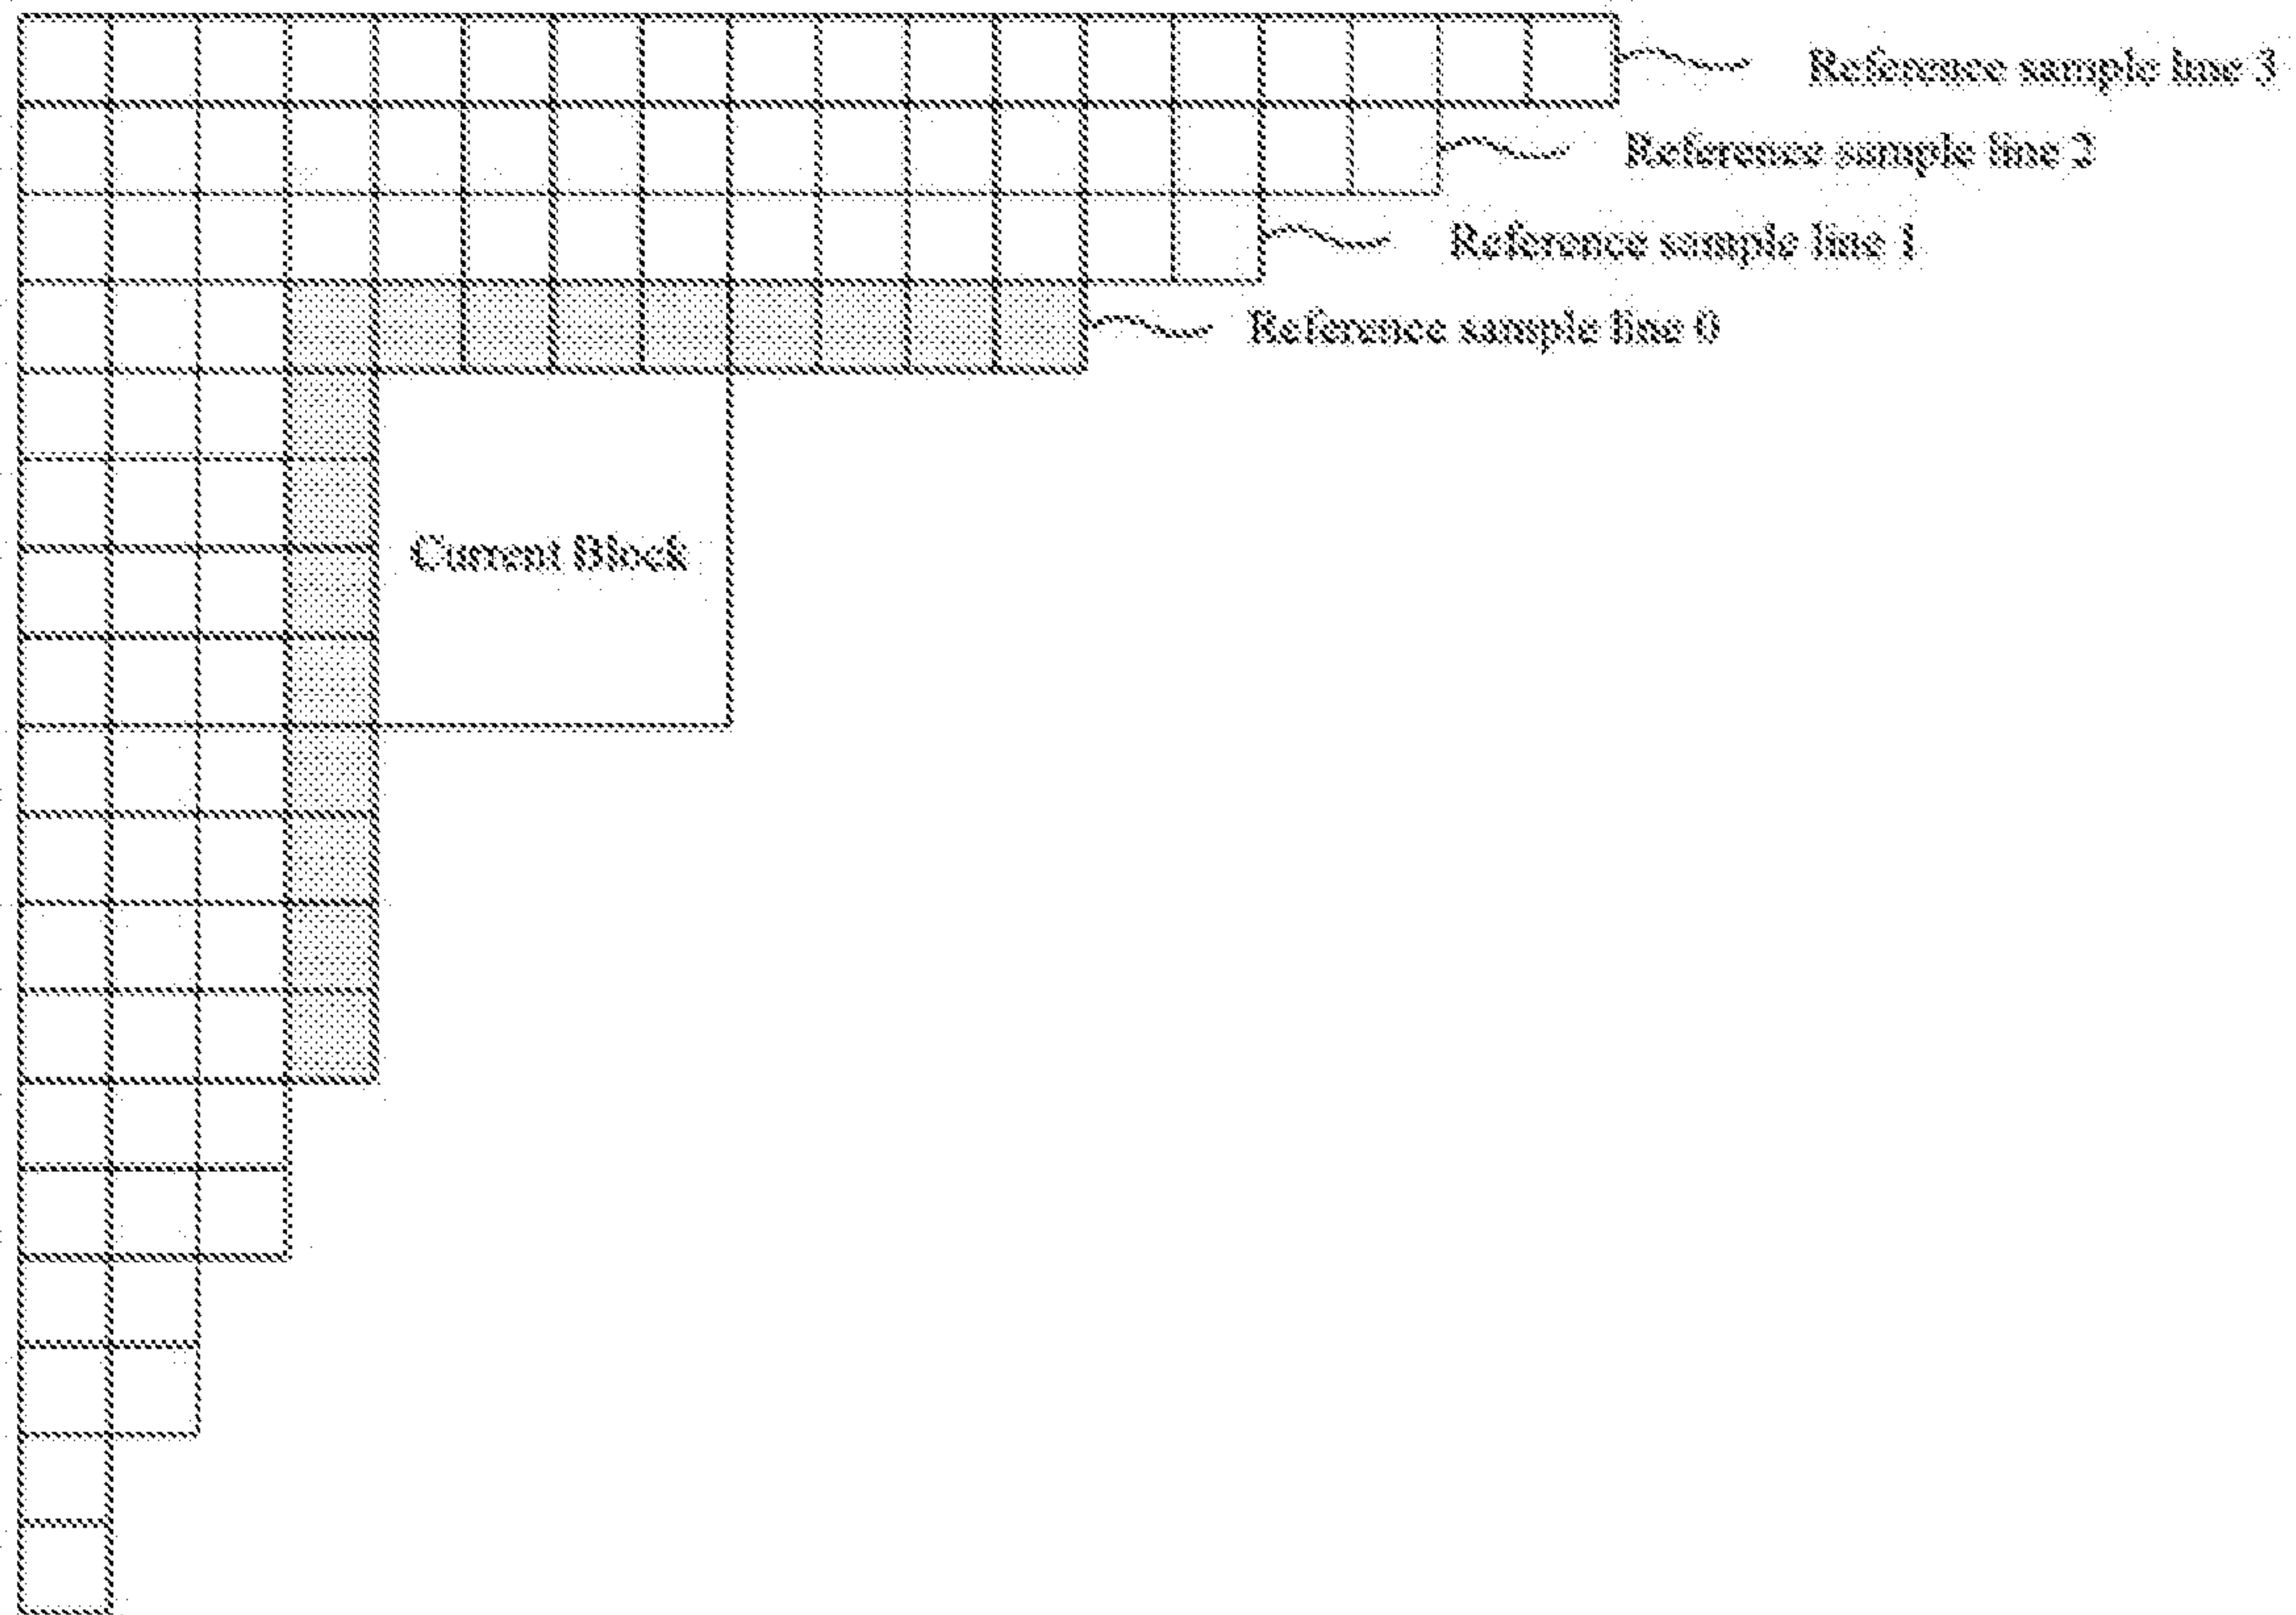 Reference sample line 3
Reference sample line 2
Reference sample line 1
Reference sample line 0
Current Block